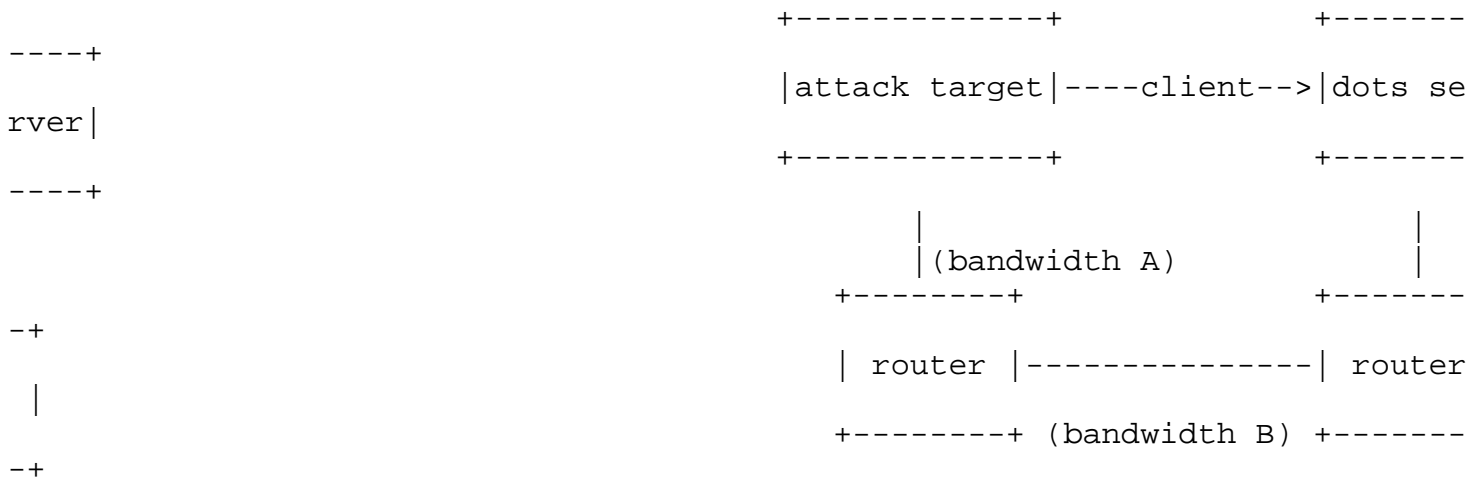 +-------------+                 +-------
----+
                                                     |attack target|----client-->|dots se
rver|
                                                     +-------------+                 +-------
----+
                                                            |                              |
                                                            |(bandwidth A)                 |
                                                        +--------+                   +-------
-+
                                                        | router |---------------| router
 |
                                                        +--------+ (bandwidth B) +-------
-+